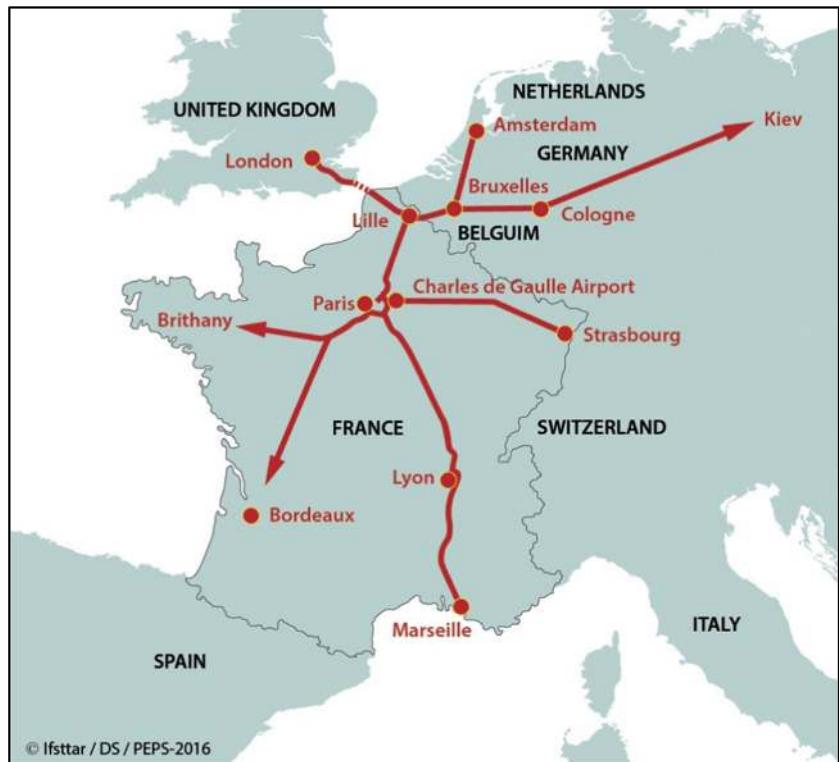 NETHERLANDS
UNITED KINGDOM
Amsterdam
Kiev
GERMANY
London
Bruxelles
Lille
Cologne
BELGUIM
Charles de Gaulle Airport
Paris
Brithany
Strasbourg
FRANCE
SWITZERLAND
Lyon
Bordeaux
Marseille
ITALY
SPAIN
© Ifsttar / DS / PEPS-2016